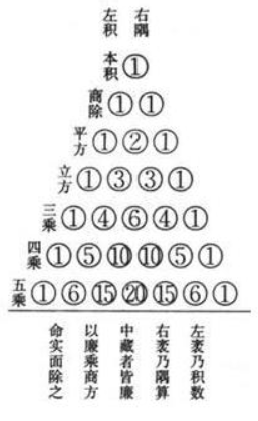 左积 右隅
本积 ①
商除 ① ①
平方 ① ② ①
立方 ① ③ ③ ①
三乘 ① ④ ⑥ ④ ①
四乘 ① ⑤ ⑩ ⑩ ⑤ ①
五乘 ① ⑥ ⑮ ⑳ ⑮ ⑥ ①
左袤乃积数
右袤乃隅算
中藏者皆廉
以廉乘商方
命实面除之